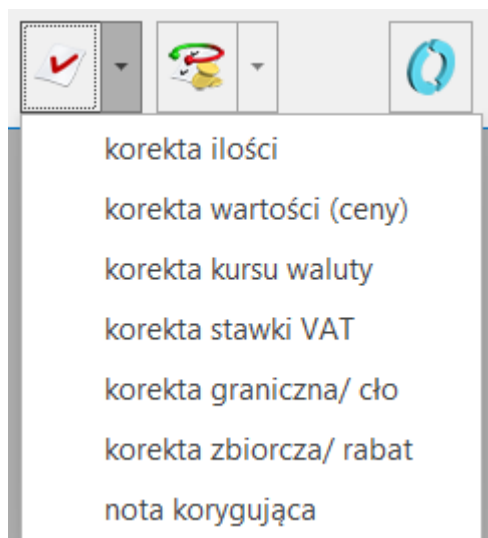 korekta ilości
korekta wartości (ceny)
korekta kursu waluty
korekta stawki VAT
korekta graniczna/ cło
korekta zbiorcza/ rabat
nota korygująca